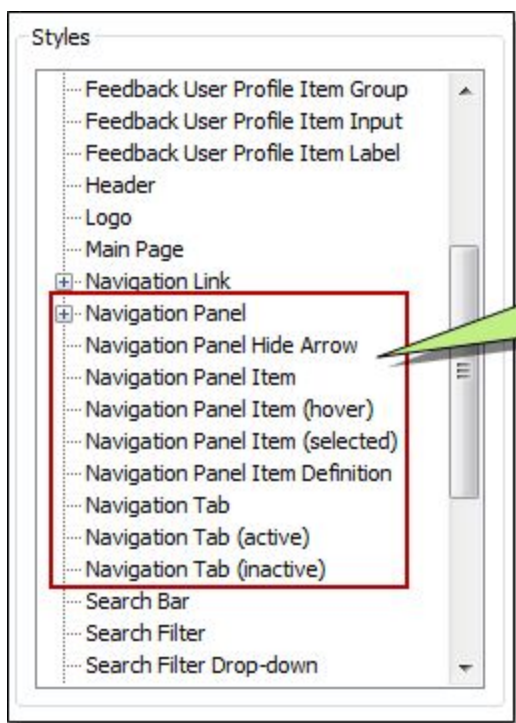 Styles
Feedback User Profile Item Group
Feedback User Profile Item Input
Feedback User Profile Item Label
Header
Logo
Main Page
Navigation Link
Navigation Panel
Navigation Panel Hide Arrow
Navigation Panel Item
Navigation Panel Item (hover)
Navigation Panel Item (selected)
Navigation Panel Item Definition
Navigation Tab
Navigation Tab (active)
Navigation Tab (inactive)
Search Bar
Search Filter
Search Filter Drop-down